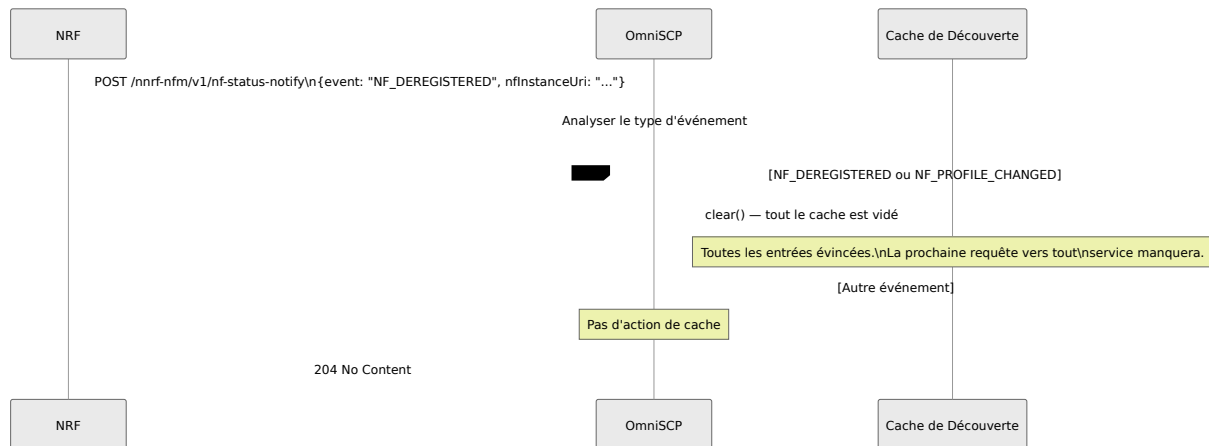 NRF
OmniSCP
Cache de Découverte
POST /nnrf-nfm/v1/nf-status-notify\n{event: "NF_DEREGISTERED", nfInstanceUri: "..."}
Analyser le type d'événement
[NF_DEREGISTERED ou NF_PROFILE_CHANGED]
clear() — tout le cache est vidé
Toutes les entrées évincées.\nLa prochaine requête vers tout\nservice manquera.
[Autre événement]
Pas d'action de cache
204 No Content
NRF
OmniSCP
Cache de Découverte